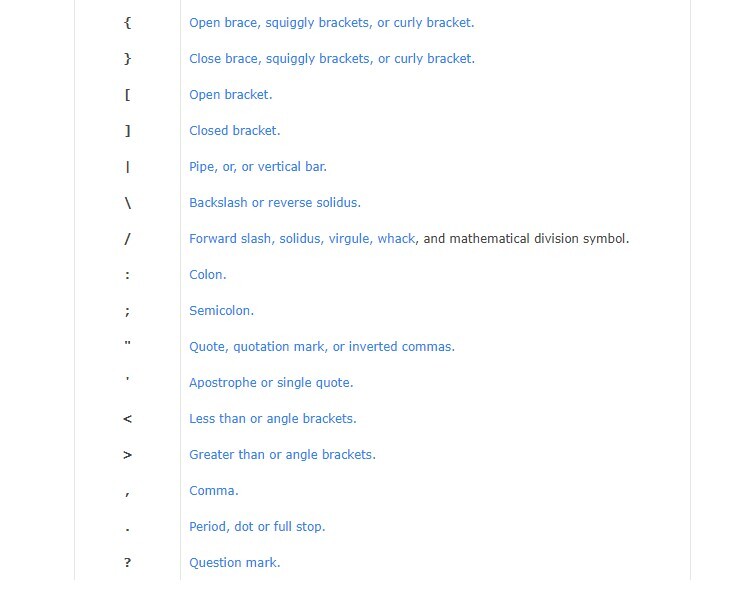 { Open brace, squiggly brackets, or curly bracket.
} Close brace, squiggly brackets, or curly bracket.
[ Open bracket.
] Closed bracket.
| Pipe, or, or vertical bar.
\ Backslash or reverse solidus.
/ Forward slash, solidus, virgule, whack, and mathematical division symbol.
: Colon.
; Semicolon.
" Quote, quotation mark, or inverted commas.
' Apostrophe or single quote.
< Less than or angle brackets.
> Greater than or angle brackets.
, Comma.
. Period, dot or full stop.
? Question mark.